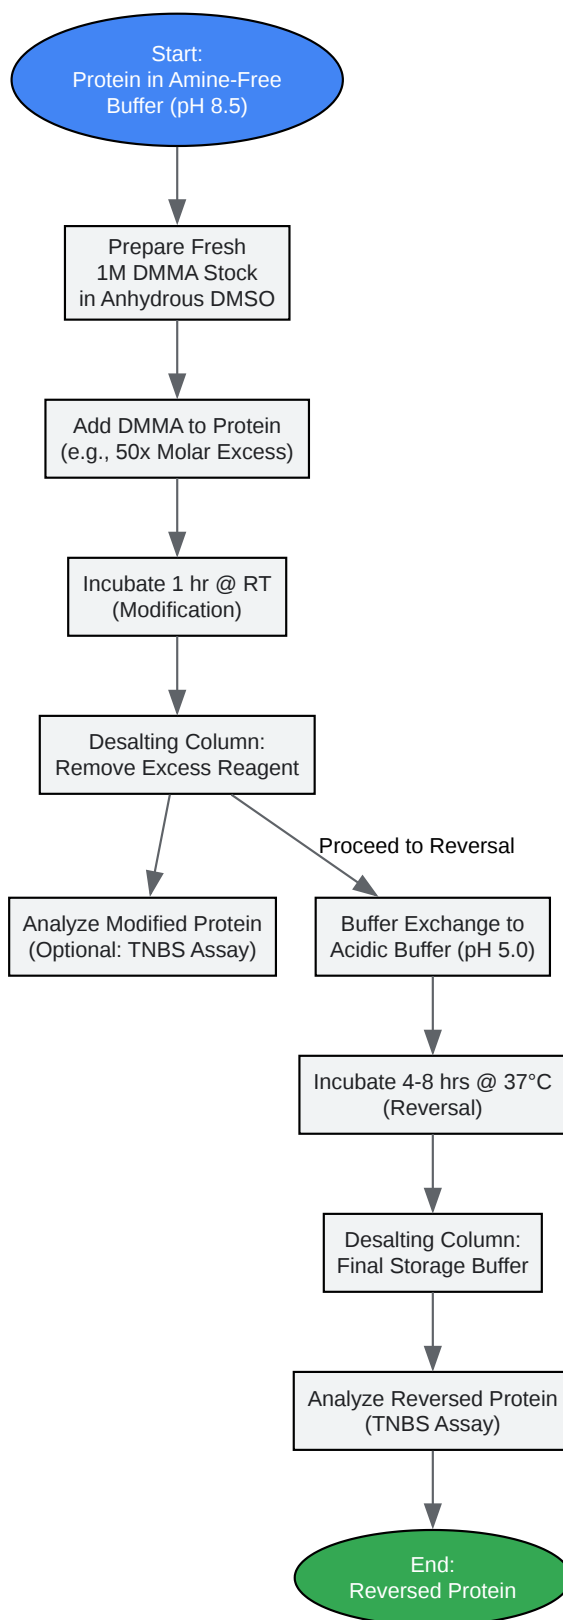 Start:
Protein in Amine-Free
Buffer (pH 8.5)
Prepare Fresh
1M DMMA Stock
in Anhydrous DMSO
Add DMMA to Protein
(e.g., 50x Molar Excess)
Incubate 1 hr @ RT
(Modification)
Desalting Column:
Remove Excess Reagent
Proceed to Reversal
Analyze Modified Protein
(Optional: TNBS Assay)
Buffer Exchange to
Acidic Buffer (pH 5.0)
Incubate 4-8 hrs @ 37°C
(Reversal)
Desalting Column:
Final Storage Buffer
Analyze Reversed Protein
(TNBS Assay)
End:
Reversed Protein